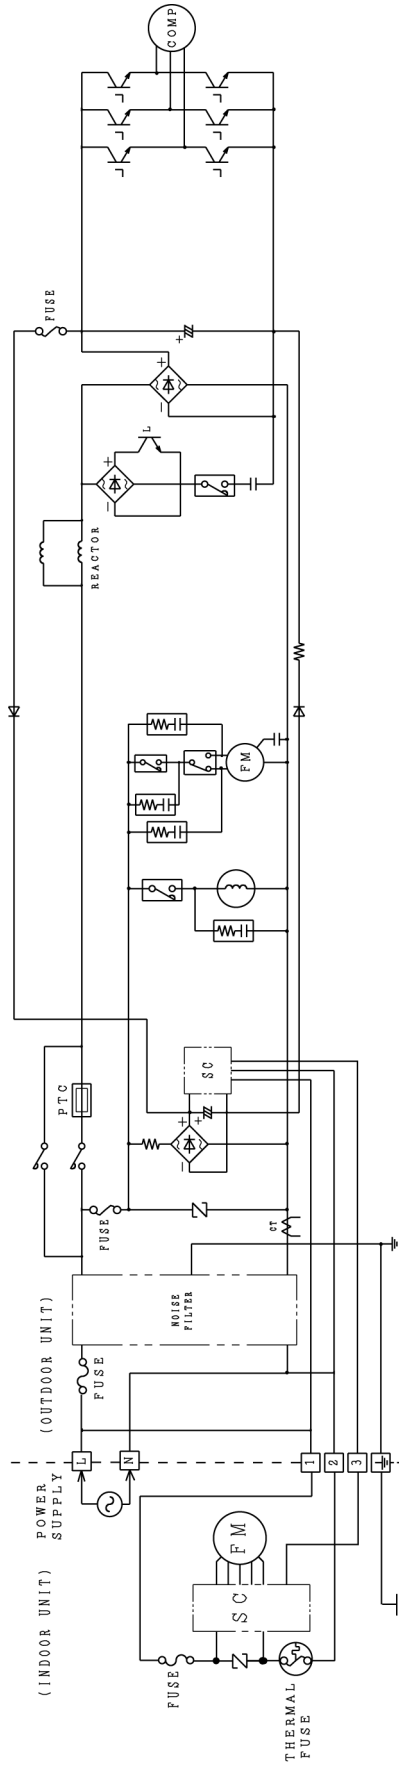 (INDOOR UNIT)
(OUTDOOR UNIT)
POWER
SUPPLY
L
N
FUSE
NOISE
FILTER
FUSE
CT
PTC
SC
FM
REACTOR
L
FUSE
COMP
+
−
+
−
+
−
+
+
1
2
3
FUSE
SC
FM
THERMAL
FUSE